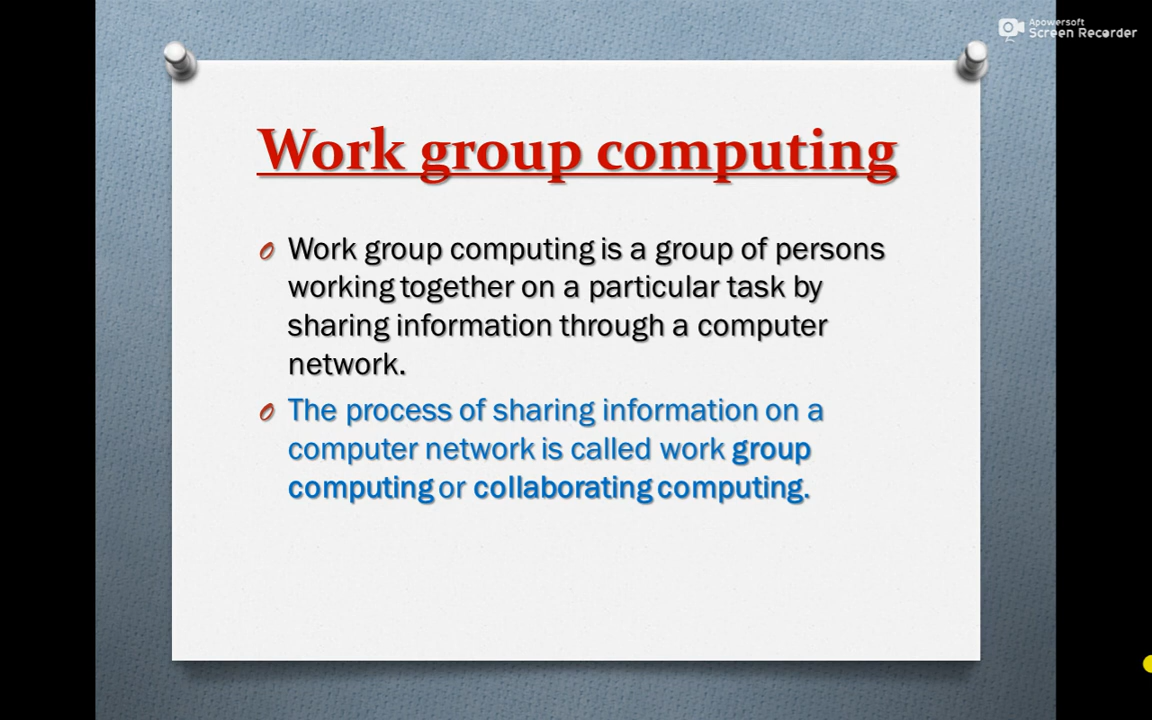 Apowersoft
Screen Recorder
Work group computing
Work group computing is a group of persons
working together on a particular task by
sharing information through a computer
network.
The process of sharing information on a
computer network is called work group
computing or collaborating computing.